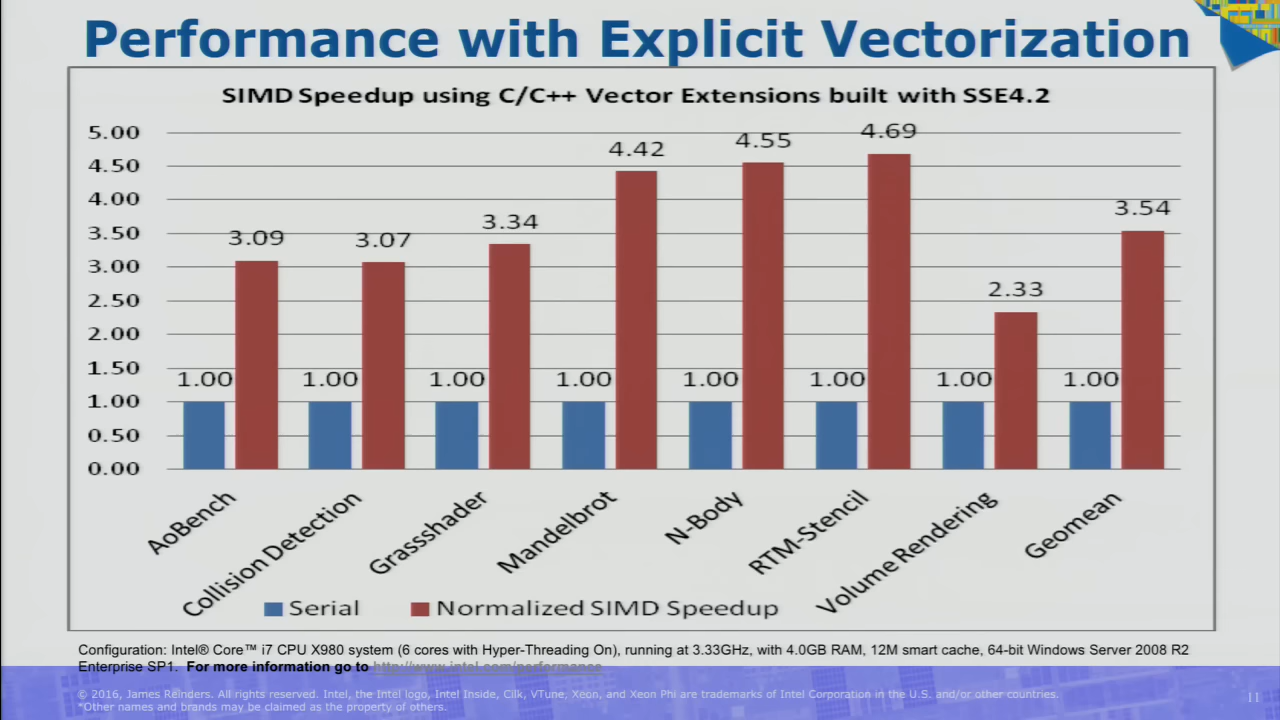 Performance with Explicit Vectorization
SIMD Speedup using C/C++ Vector Extensions built with SSE4.2
5.00
4.50
4.00
3.50
3.00
2.50
2.00
1.50
1.00
0.50
0.00
1.00 3.09
1.00 3.07
1.00 3.34
1.00 4.42
1.00 4.55
1.00 4.69
1.00 2.33
1.00 3.54
AoBench
Collision Detection
Grassshader
Mandelbrot
N-Body
RTM-Stencil
Volume Rendering
Geomean
Serial
Normalized SIMD Speedup
Configuration: Intel® Core™ i7 CPU X980 system (6 cores with Hyper-Threading On), running at 3.33GHz, with 4.0GB RAM, 12M smart cache, 64-bit Windows Server 2008 R2
Enterprise SP1. For more information go to http://www.intel.com/performance
© 2016, James Reinders. All rights reserved. Intel, the Intel logo, Intel Inside, Cilk, VTune, Xeon, and Xeon Phi are trademarks of Intel Corporation in the U.S. and/or other countries.
*Other names and brands may be claimed as the property of others.
11